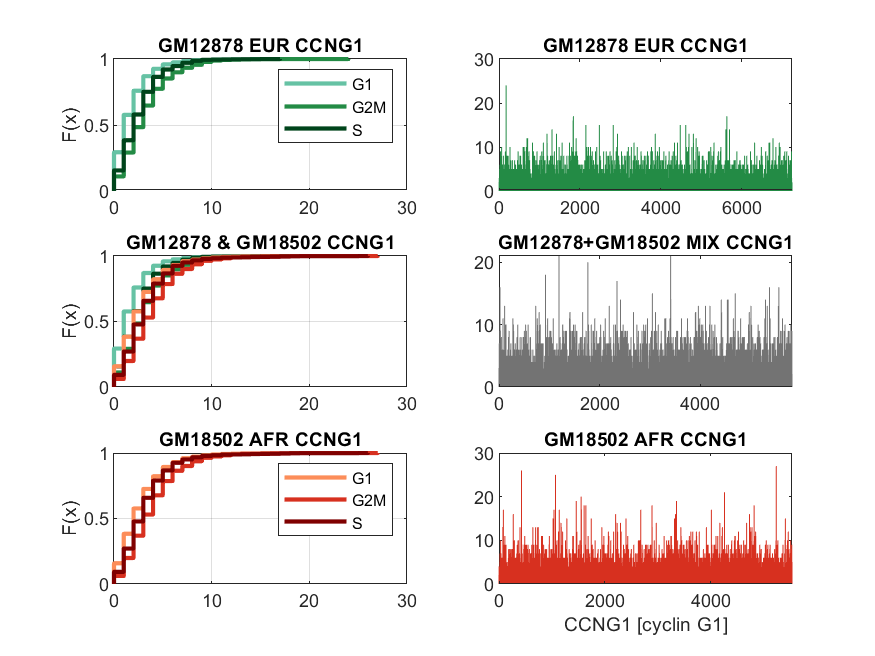 GM12878 EUR CCNG1
F(x)
1
0.5
0
0
10
20
30
G1
G2M
S
GM12878 EUR CCNG1
30
20
10
0
0
2000
4000
6000
GM12878 & GM18502 CCNG1
F(x)
1
0.5
0
0
10
20
30
GM12878+GM18502 MIX CCNG1
20
10
0
0
2000
4000
GM18502 AFR CCNG1
F(x)
1
0.5
0
0
10
20
30
G1
G2M
S
GM18502 AFR CCNG1
30
20
10
0
0
2000
4000
CCNG1 [cyclin G1]